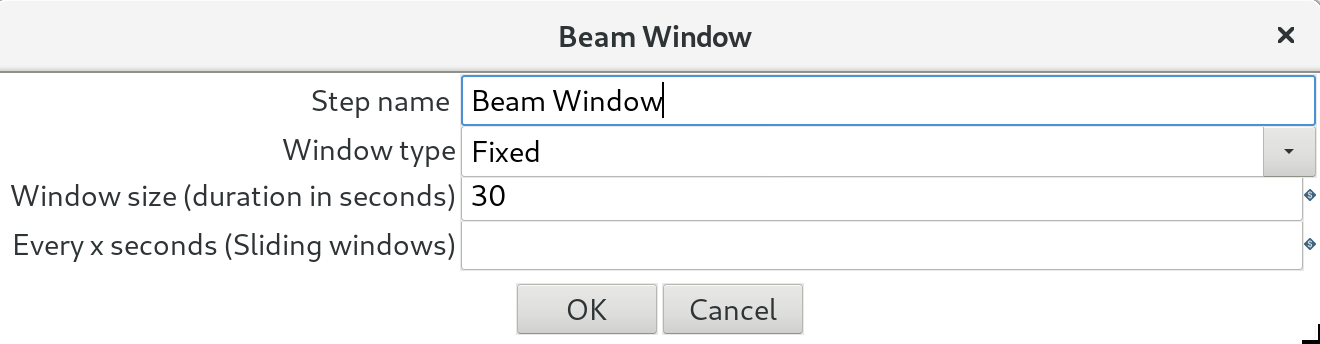 Beam Window
Step name Beam Window
Window type Fixed
Window size (duration in seconds) 30
Every x seconds (Sliding windows)
OK Cancel